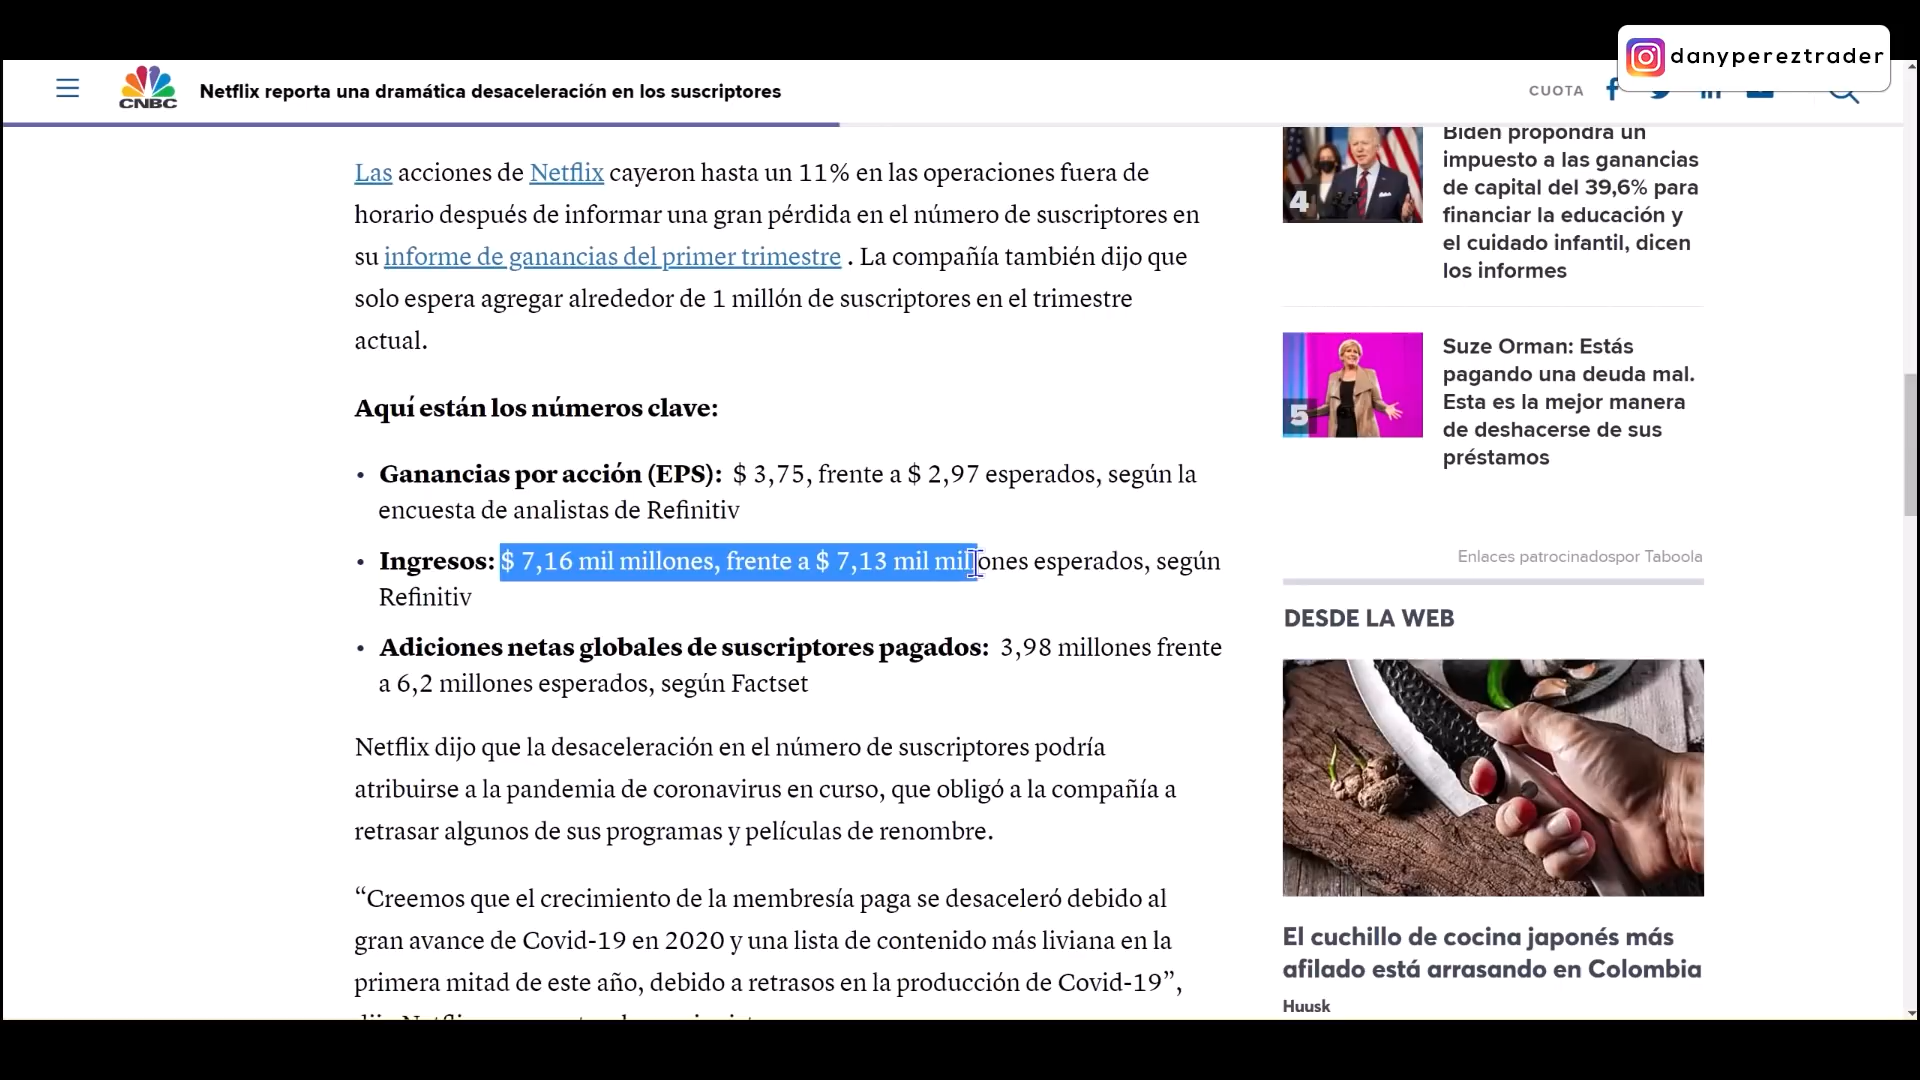 danypereztrader
CNBC
Netflix reporta una dramática desaceleración en los suscriptores
CUOTA
Las acciones de Netflix cayeron hasta un 11% en las operaciones fuera de
horario después de informar una gran pérdida en el número de suscriptores en
su informe de ganancias del primer trimestre . La compañía también dijo que
solo espera agregar alrededor de 1 millón de suscriptores en el trimestre
actual.
Aquí están los números clave:
• Ganancias por acción (EPS): $ 3,75, frente a $ 2,97 esperados, según la
encuesta de analistas de Refinitiv
• Ingresos: $ 7,16 mil millones, frente a $ 7,13 mil millones esperados, según
Refinitiv
• Adiciones netas globales de suscriptores pagados: 3,98 millones frente
a 6,2 millones esperados, según Factset
Netflix dijo que la desaceleración en el número de suscriptores podría
atribuirse a la pandemia de coronavirus en curso, que obligó a la compañía a
retrasar algunos de sus programas y películas de renombre.
“Creemos que el crecimiento de la membresía paga se desaceleró debido al
gran avance de Covid-19 en 2020 y una lista de contenido más liviana en la
primera mitad de este año, debido a retrasos en la producción de Covid-19”,
4
Biden propondrá un
impuesto a las ganancias
de capital del 39,6% para
financiar la educación y
el cuidado infantil, dicen
los informes
5
Suze Orman: Estás
pagando una deuda mal.
Esta es la mejor manera
de deshacerse de sus
préstamos
Enlaces patrocinadospor Taboola
DESDE LA WEB
El cuchillo de cocina japonés más
afilado está arrasando en Colombia
Huusk